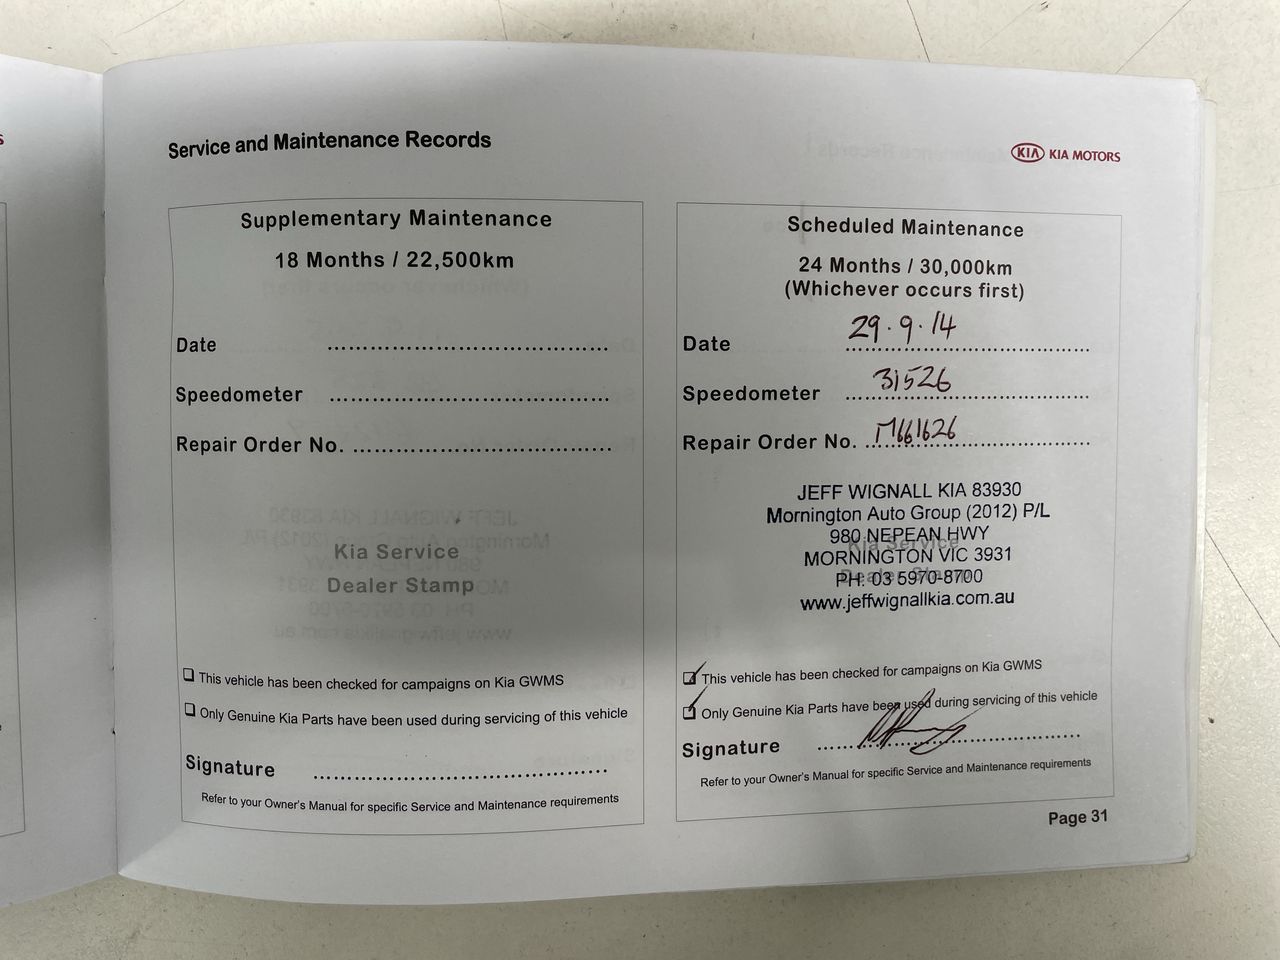 Service and Maintenance Records
KIA KIA MOTORS
Supplementary Maintenance
18 Months / 22,500km
Date ........................................
Speedometer ........................................
Repair Order No. ........................................
Kia Service
Dealer Stamp
❑ This vehicle has been checked for campaigns on Kia GWMS
❑ Only Genuine Kia Parts have been used during servicing of this vehicle
Signature ........................................
Refer to your Owner's Manual for specific Service and Maintenance requirements
Scheduled Maintenance
24 Months / 30,000km
(Whichever occurs first)
Date 29.9.14
Speedometer 31526
Repair Order No. M661626
JEFF WIGNALL KIA 83930
Mornington Auto Group (2012) P/L
980 NEPEAN HWY
Kia Service
MORNINGTON VIC 3931
Dealer Stamp
PH: 03 5970-8700
www.jeffwignallkia.com.au
This vehicle has been checked for campaigns on Kia GWMS
Only Genuine Kia Parts have been used during servicing of this vehicle
Signature ........................................
Refer to your Owner's Manual for specific Service and Maintenance requirements
Page 31